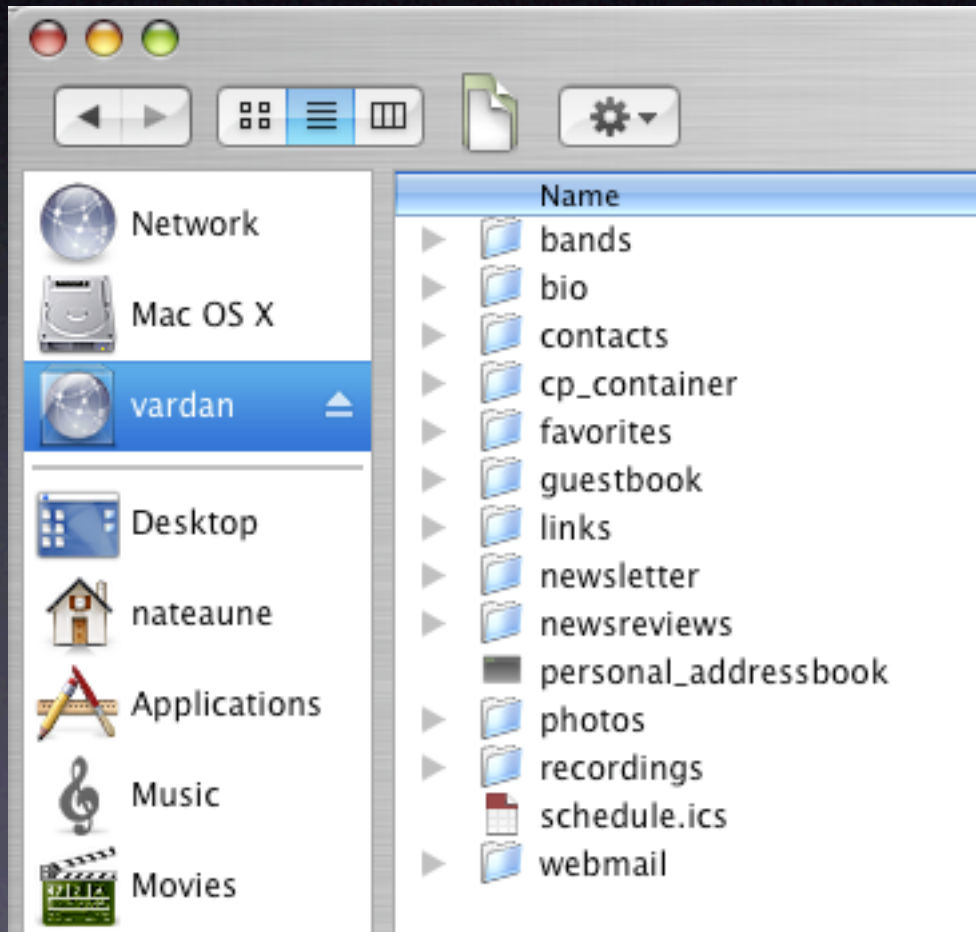 Network
Mac OS X
vardan
Desktop
nateaune
Applications
Music
Movies
Name
bands
bio
contacts
cp_container
favorites
guestbook
links
newsletter
newsreviews
personal_addressbook
photos
recordings
schedule.ics
webmail